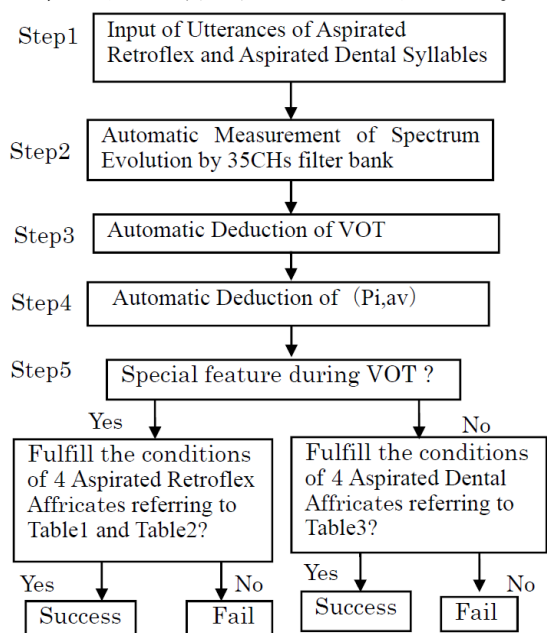 Step1
Input of Utterances of Aspirated
Retroflex and Aspirated Dental Syllables
Step2
Automatic Measurement of Spectrum
Evolution by 35CHs filter bank
Step3
Automatic Deduction of VOT
Step4
Automatic Deduction of (Pi,av)
Step5
Special feature during VOT ?
Yes
No
Fulfill the conditions
of 4 Aspirated Retroflex
Affricates referring to
Table1 and Table2?
Fulfill the conditions
of 4 Aspirated Dental
Affricates referring to
Table3?
Yes
No
Yes
No
Success
Fail
Success
Fail